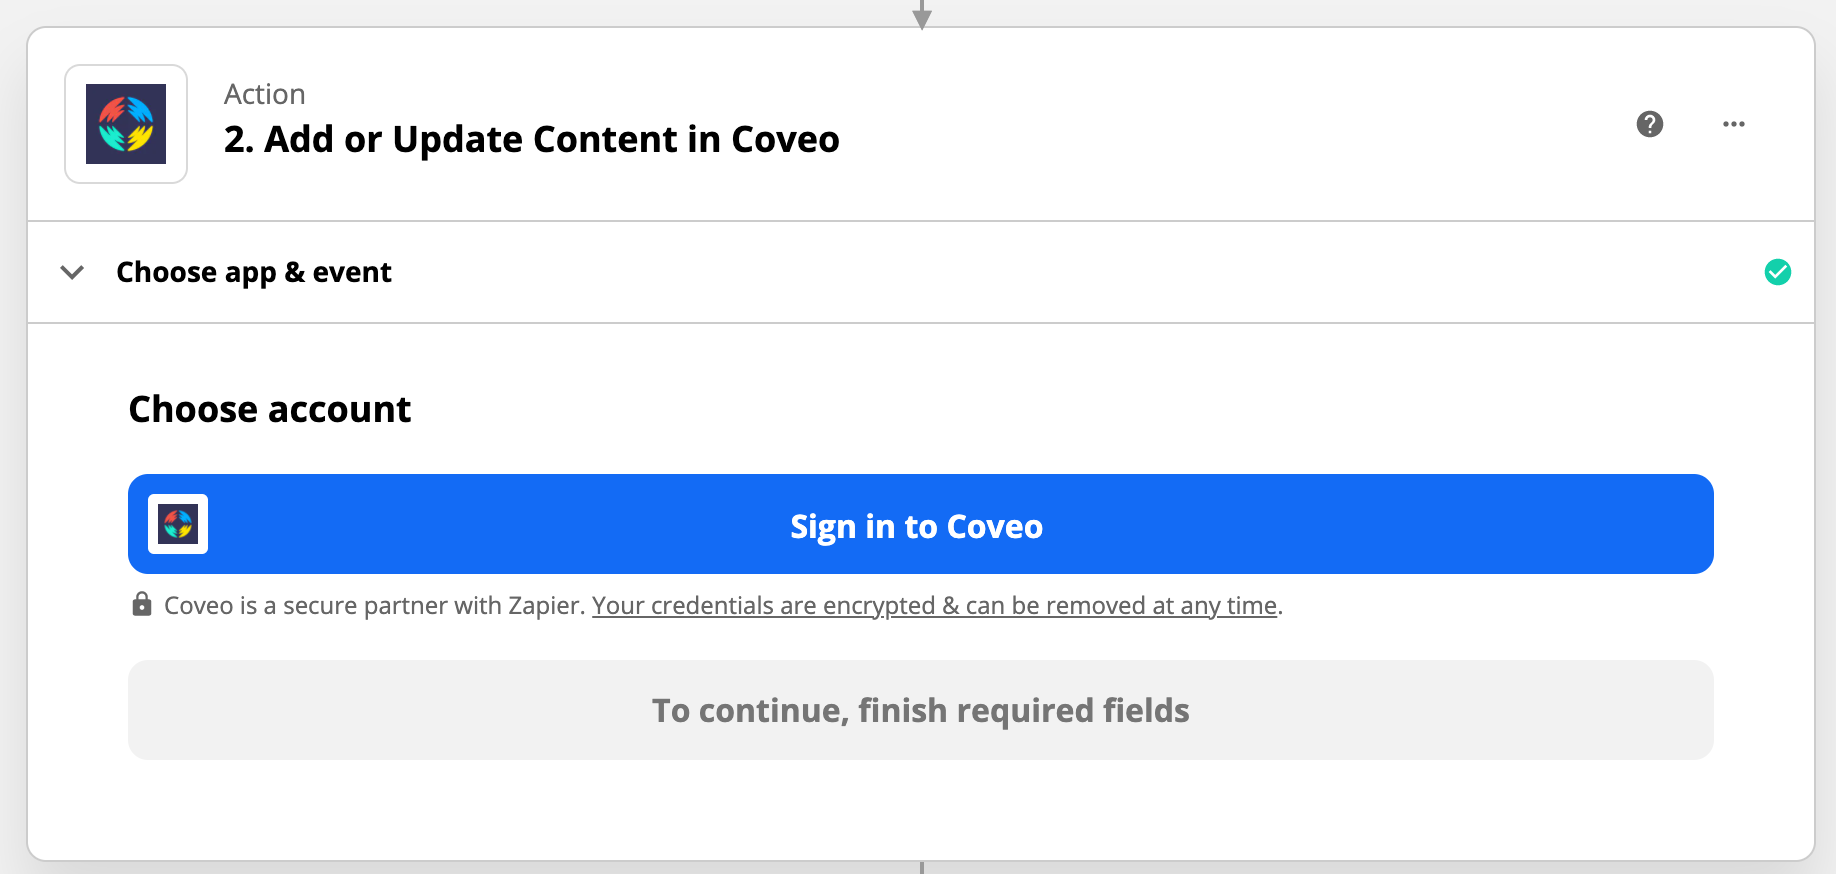 Action
2. Add or Update Content in Coveo
Choose app & event
Choose account
Sign in to Coveo
Coveo is a secure partner with Zapier. Your credentials are encrypted & can be removed at any time.
To continue, finish required fields